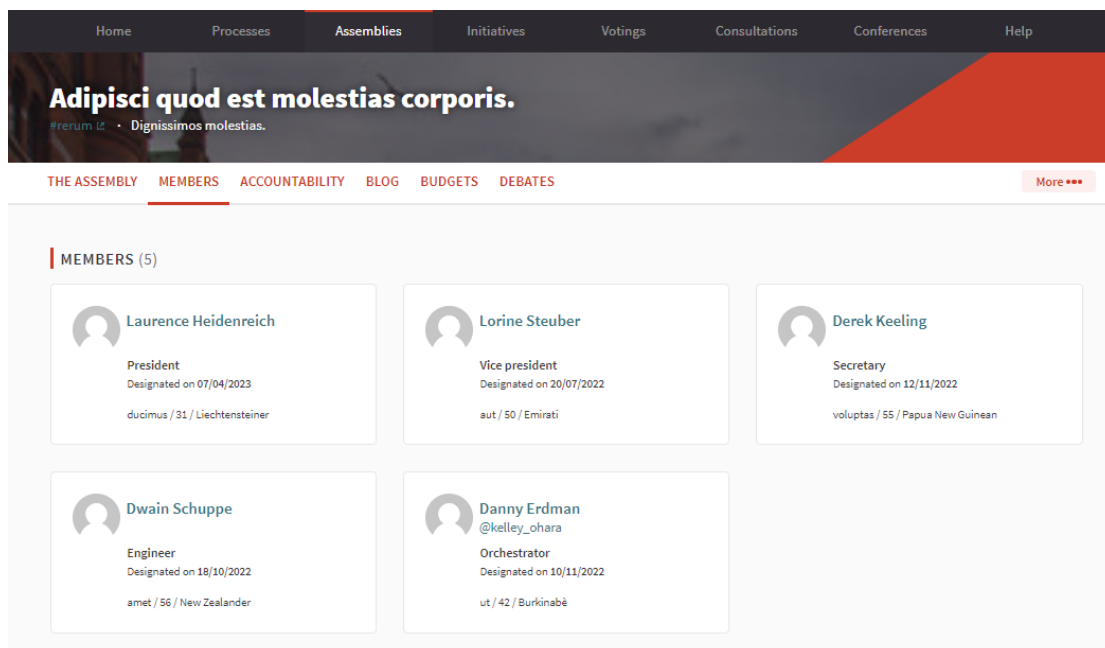 Home Processes Assemblies Initiatives Votings Consultations Conferences Help
Adipisci quod est molestias corporis.
#rerum · Dignissimos molestias.
THE ASSEMBLY MEMBERS ACCOUNTABILITY BLOG BUDGETS DEBATES More •••
MEMBERS (5)
Laurence Heidenreich
President
Designated on 07/04/2023
ducimus / 31 / Liechtensteiner
Lorine Steuber
Vice president
Designated on 20/07/2022
aut / 50 / Emirati
Derek Keeling
Secretary
Designated on 12/11/2022
voluptas / 55 / Papua New Guinean
Dwain Schuppe
Engineer
Designated on 18/10/2022
amet / 56 / New Zealander
Danny Erdman
@kelley_ohara
Orchestrator
Designated on 10/11/2022
ut / 42 / Burkinabè